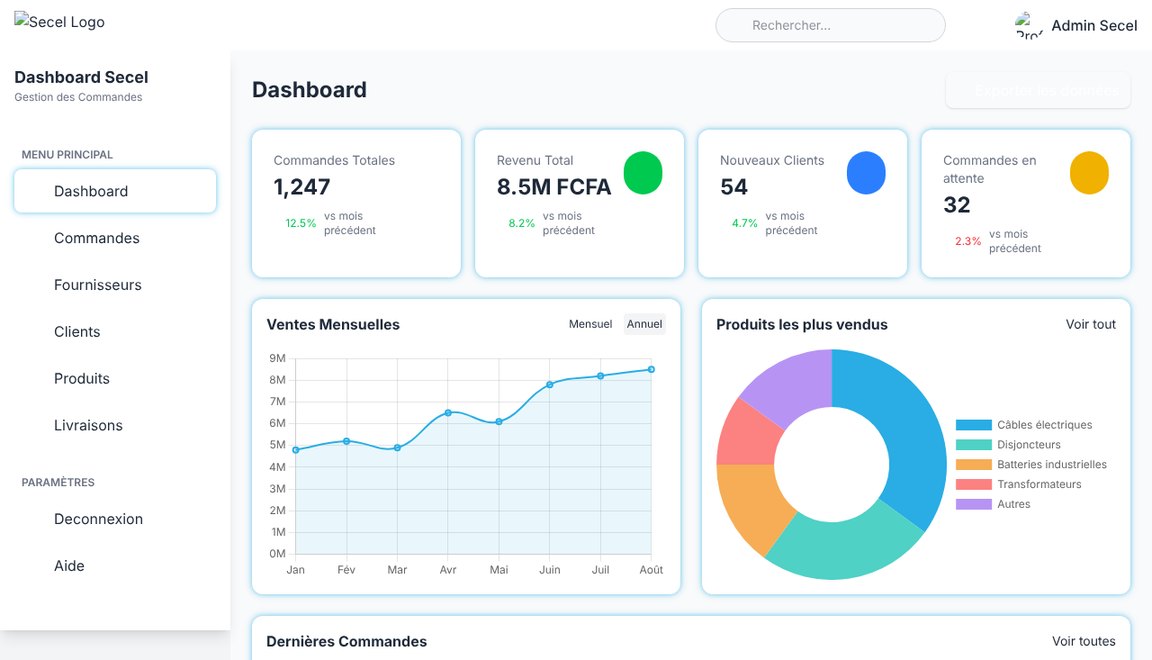 Secel Logo
Rechercher...
Admin Secel
Dashboard Secel
Gestion des Commandes
MENU PRINCIPAL
Dashboard
Commandes
Fournisseurs
Clients
Produits
Livraisons
PARAMÈTRES
Deconnexion
Aide
Dashboard
Exporter les données
Commandes Totales
1,247
12.5% vs mois
précédent
Revenu Total
8.5M FCFA
8.2% vs mois
précédent
Nouveaux Clients
54
4.7% vs mois
précédent
Commandes en
attente
32
2.3% vs mois
précédent
Ventes Mensuelles
Mensuel Annuel
9M
8M
7M
6M
5M
4M
3M
2M
1M
0M
Jan Fév Mar Avr Mai Juin Juil Août
Produits les plus vendus
Voir tout
Câbles électriques
Disjoncteurs
Batteries industrielles
Transformateurs
Autres
Dernières Commandes
Voir toutes